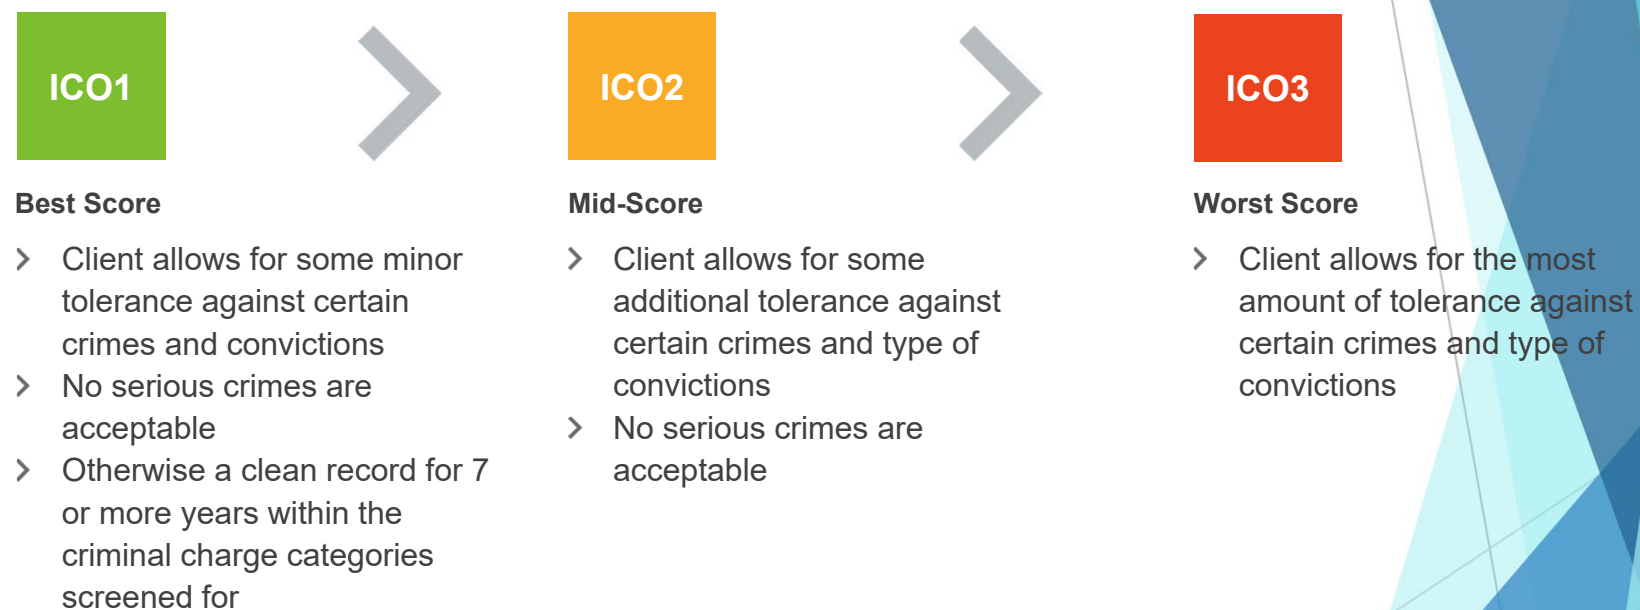 ICO1
Best Score
Client allows for some minor
tolerance against certain
crimes and convictions
No serious crimes are
acceptable
Otherwise a clean record for 7
or more years within the
criminal charge categories
screened for
ICO2
Mid-Score
Client allows for some
additional tolerance against
certain crimes and type of
convictions
No serious crimes are
acceptable
ICO3
Worst Score
Client allows for the most
amount of tolerance against
certain crimes and type of
convictions